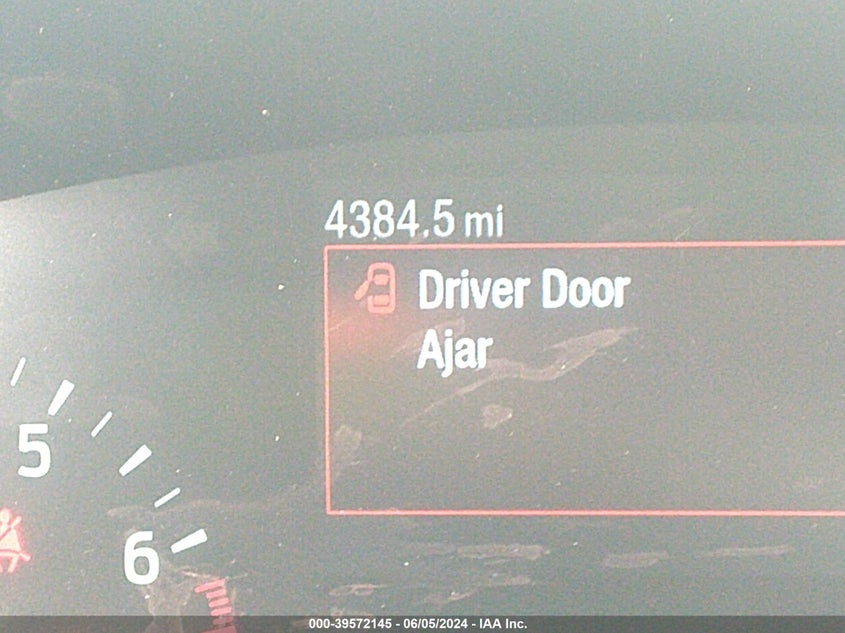 4384.5 mi
Driver Door
Ajar
5
6
000-39572145 - 06/05/2024 - IAA Inc.